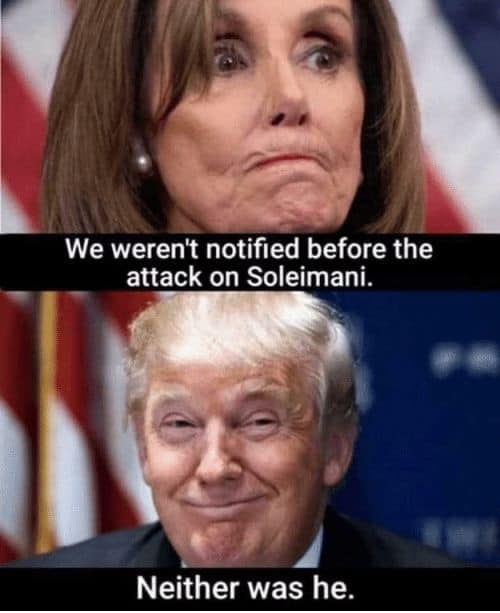 We weren't notified before the
attack on Soleimani.
Neither was he.